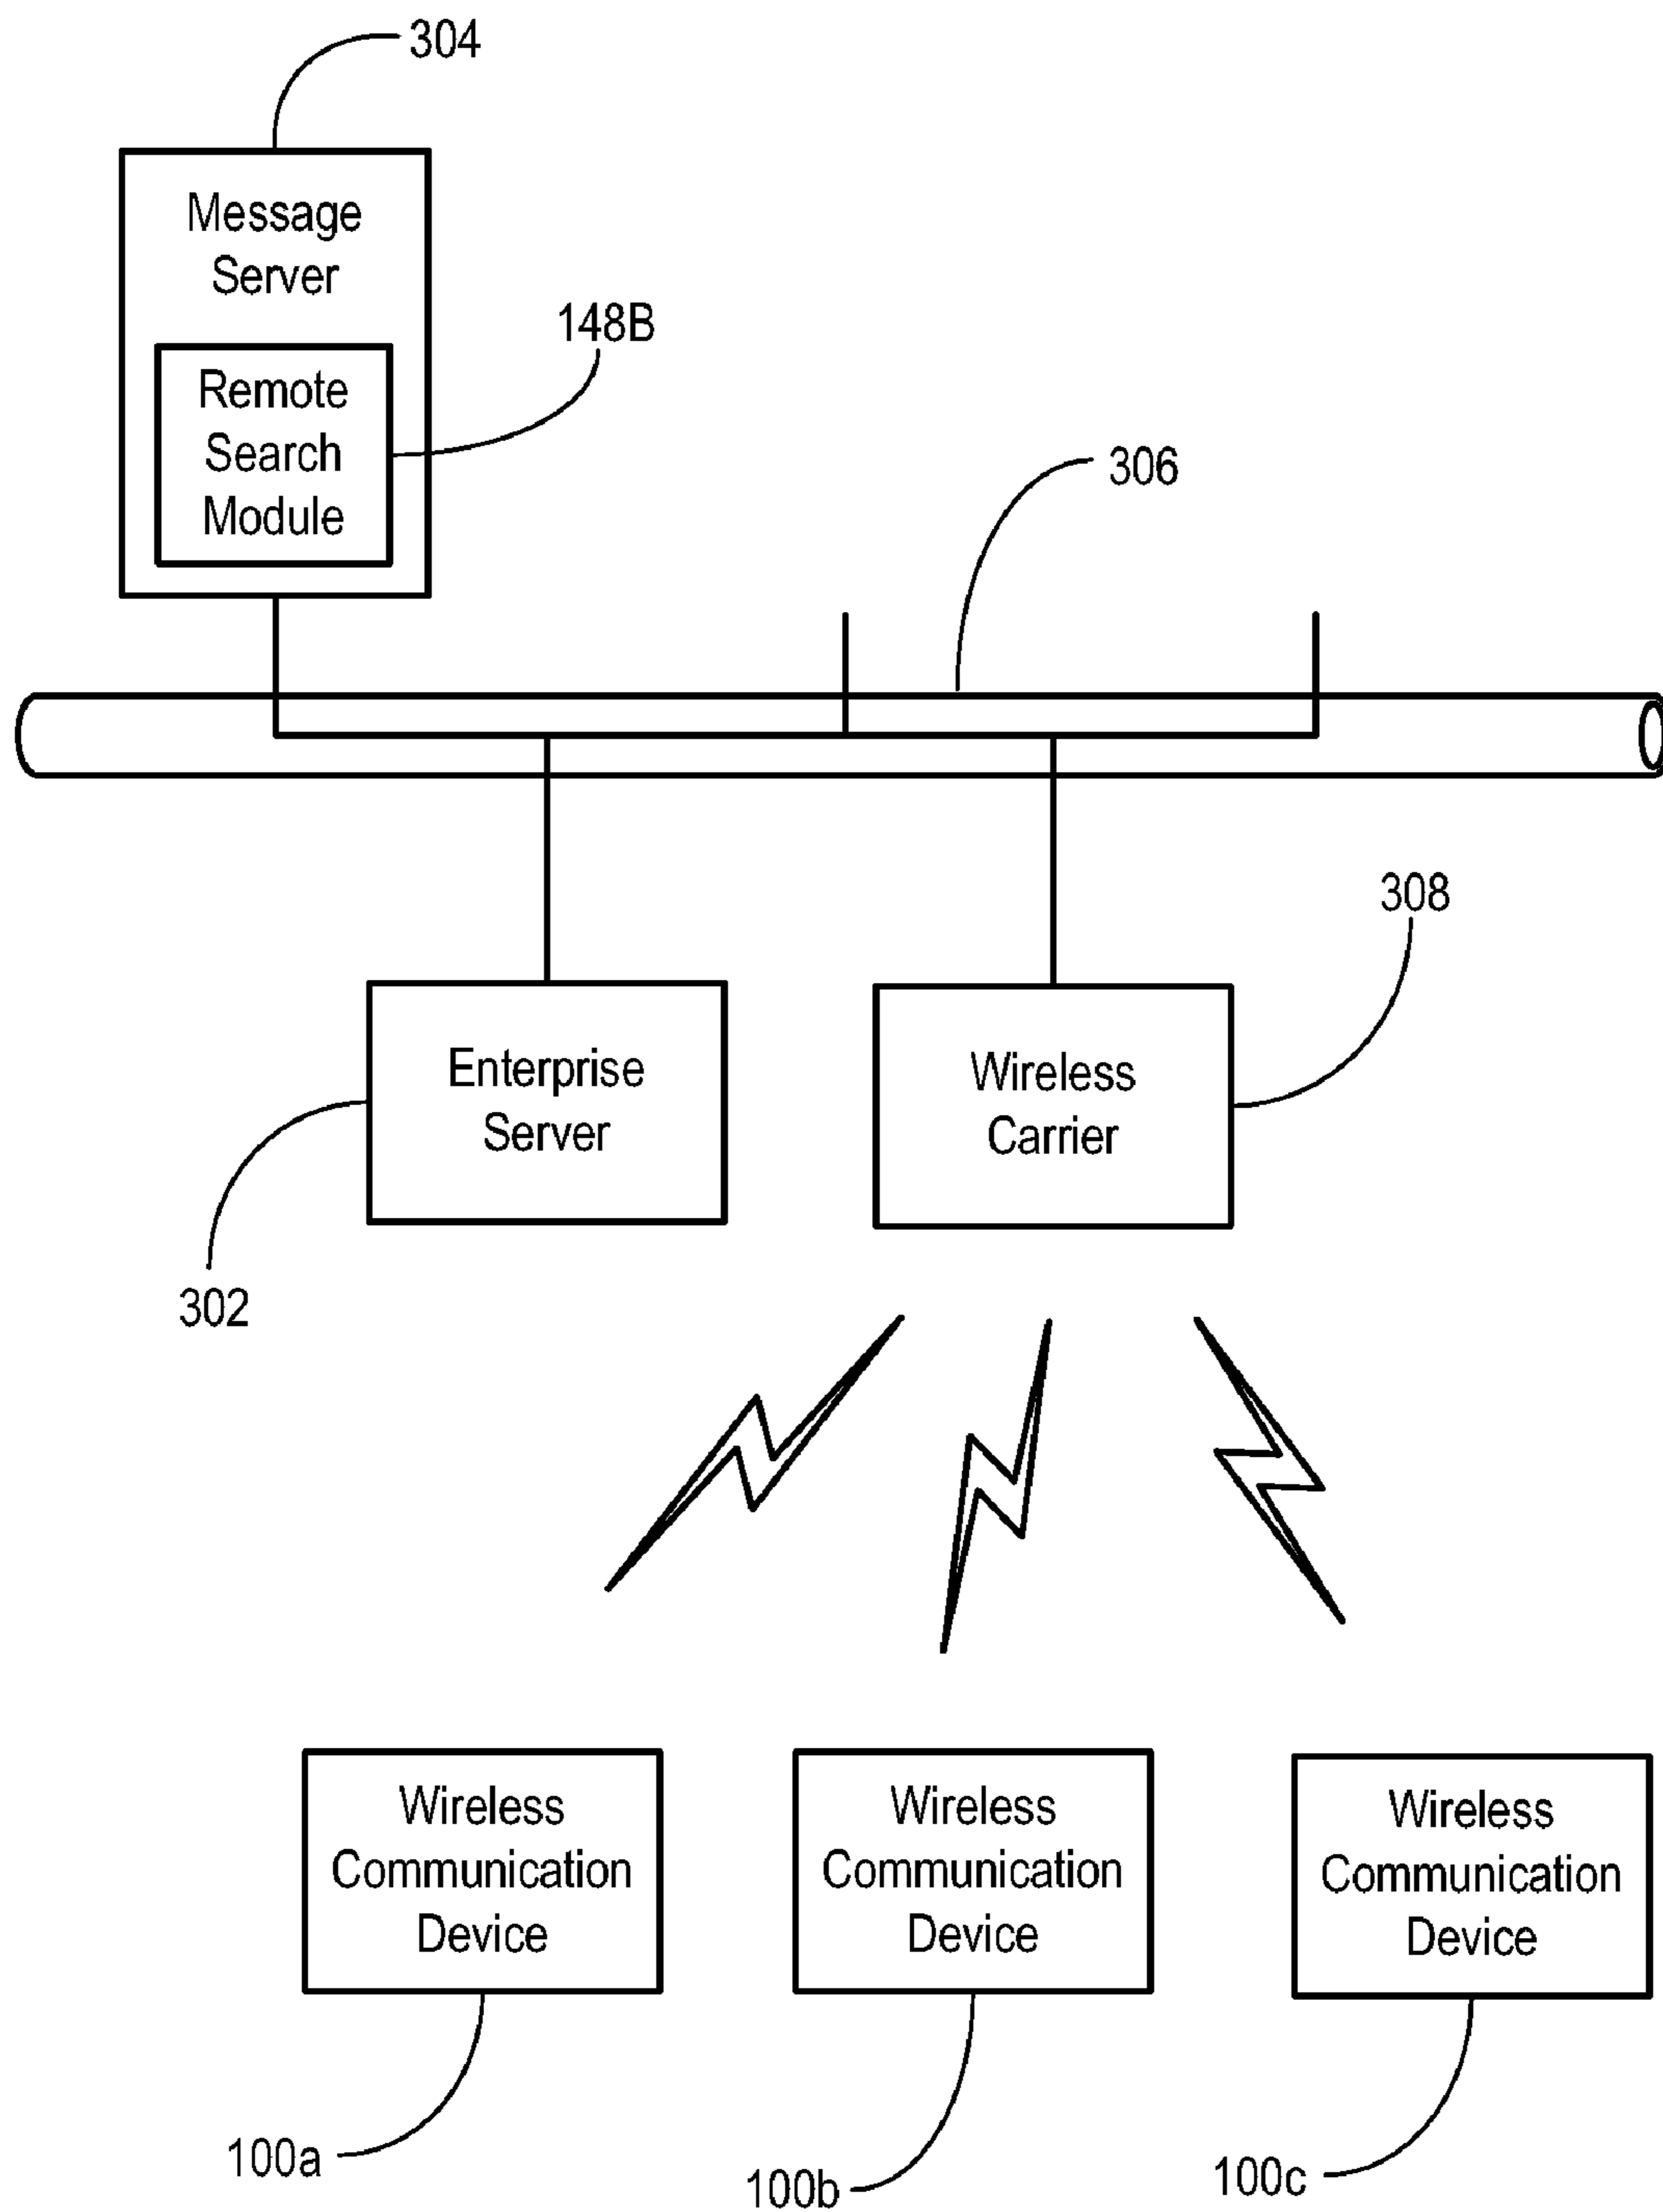 304
Message
Server
148B
Remote
Search
Module
306
308
Enterprise
Server
Wireless
Carrier
302
Wireless
Communication
Device
Wireless
Communication
Device
Wireless
Communication
Device
100a
100b
100c